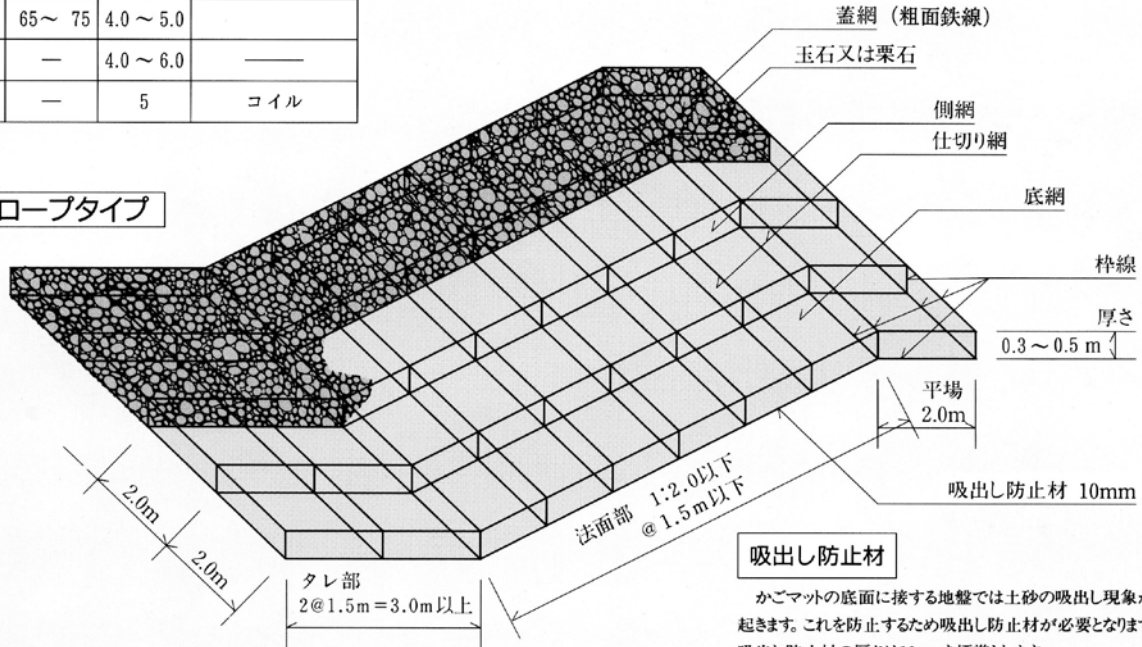 65～ 75 4.0～5.0
― 4.0～6.0 ―
― 5 コイル
ロープタイプ
蓋網（粗面鉄線）
玉石又は栗石
側網
仕切り網
底網
枠線
厚さ
0.3～0.5 m
平場
2.0m
吸出し防止材 10mm
法面部 1:2.0以下
@1.5m以下
2.0m
2.0m
タレ部
2@1.5m＝3.0m以上
吸出し防止材
かごマットの底面に接する地盤では土砂の吸出し現象が
起きます。これを防止するため吸出し防止材が必要となります